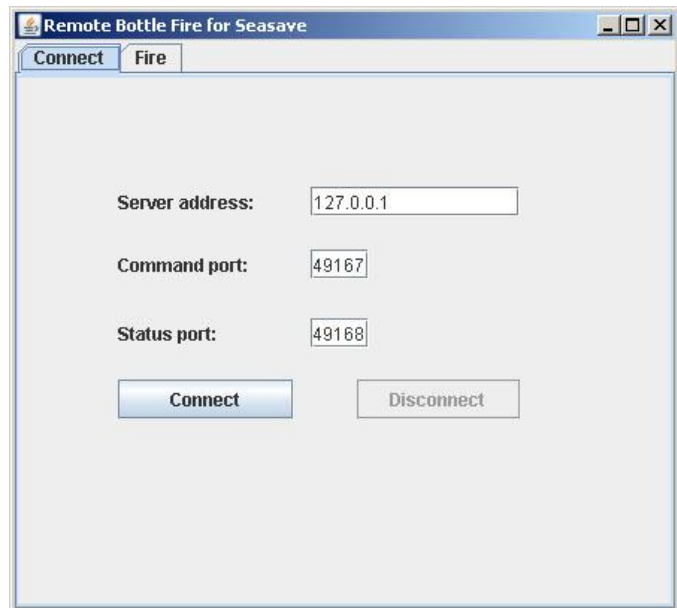 Remote Bottle Fire for Seasave
Connect Fire
Server address: 127.0.0.1
Command port: 49167
Status port: 49168
Connect Disconnect